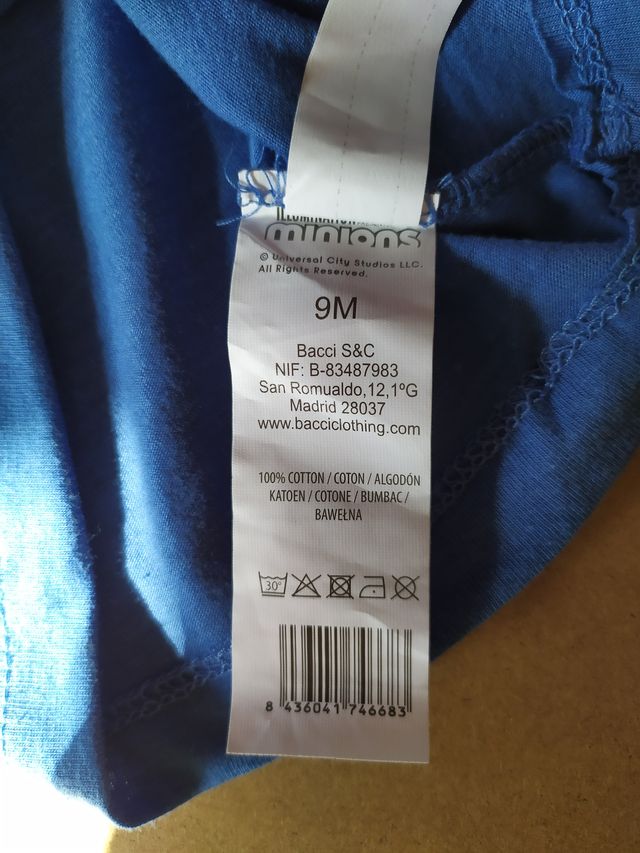 ILLUMINATION
minions
© Universal City Studios LLC.
All Rights Reserved.
9M
Bacci S&C
NIF: B-83487983
San Romualdo,12,1ºG
Madrid 28037
www.bacciclothing.com
100% COTTON / COTON / ALGODÓN
KATOEN / COTONE / BUMBAC /
BAWEŁNA
30°
8 436041 746683